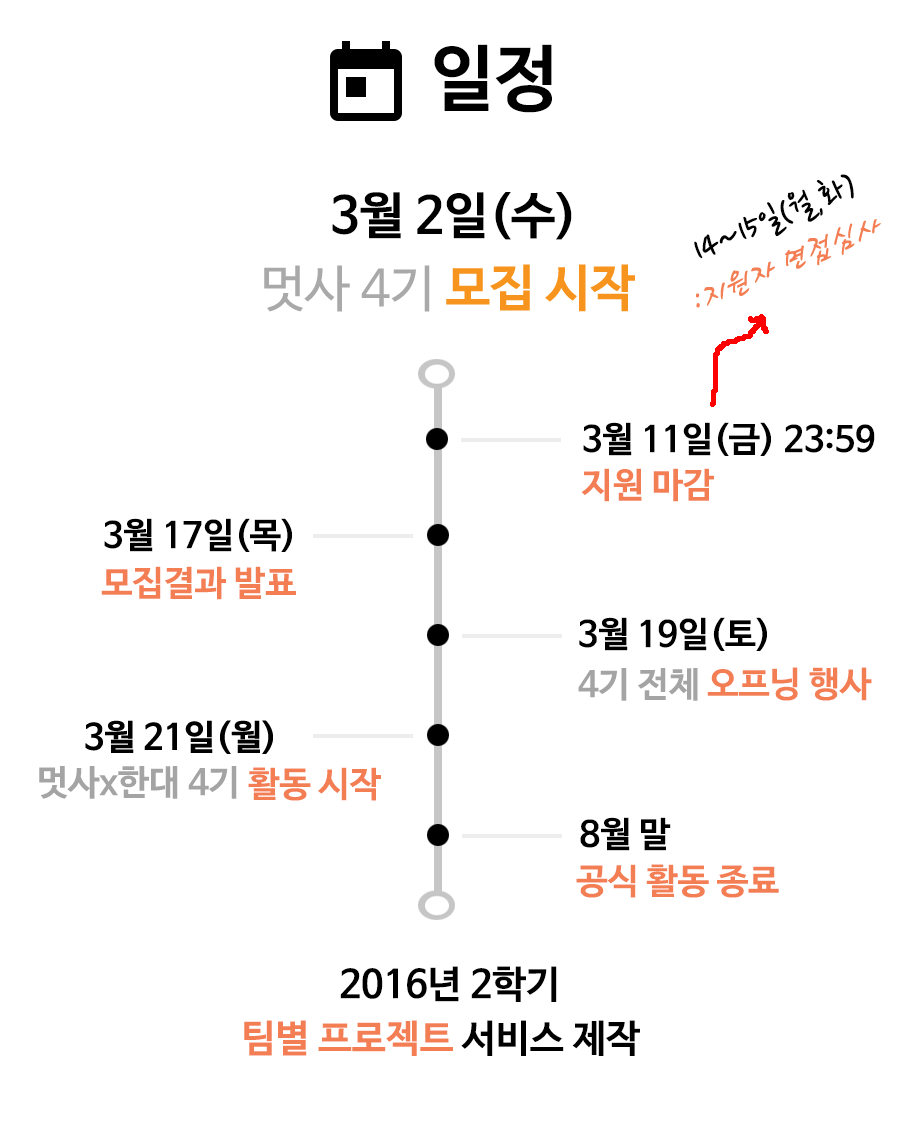 일정
3월 2일(수)
멋사 4기 모집 시작
14~15일(월,화)
:지원자 면접심사
3월 11일(금) 23:59
지원 마감
3월 17일(목)
모집결과 발표
3월 19일(토)
4기 전체 오프닝 행사
3월 21일(월)
멋사x한대 4기 활동 시작
8월 말
공식 활동 종료
2016년 2학기
팀별 프로젝트 서비스 제작